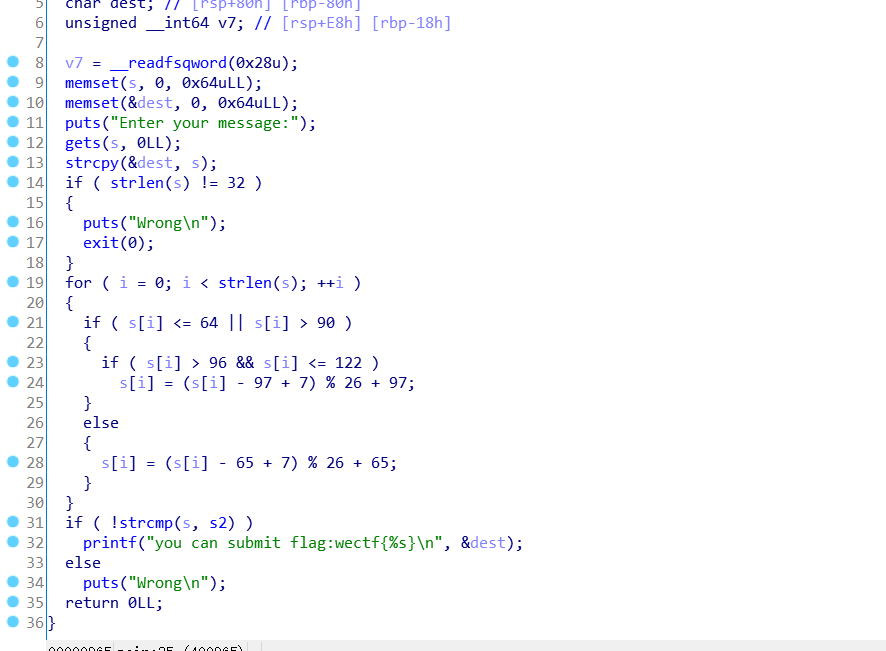 5 char dest; // [rsp+80h] [rbp-80h]
6 unsigned __int64 v7; // [rsp+E8h] [rbp-18h]
7
8 v7 = __readfsqword(0x28u);
9 memset(s, 0, 0x64uLL);
10 memset(&dest, 0, 0x64uLL);
11 puts("Enter your message:");
12 gets(s, 0LL);
13 strcpy(&dest, s);
14 if ( strlen(s) != 32 )
15 {
16 puts("Wrong\n");
17 exit(0);
18 }
19 for ( i = 0; i < strlen(s); ++i )
20 {
21 if ( s[i] <= 64 || s[i] > 90 )
22 {
23 if ( s[i] > 96 && s[i] <= 122 )
24 s[i] = (s[i] - 97 + 7) % 26 + 97;
25 }
26 else
27 {
28 s[i] = (s[i] - 65 + 7) % 26 + 65;
29 }
30 }
31 if ( !strcmp(s, s2) )
32 printf("you can submit flag:wectf{%s}\n", &dest);
33 else
34 puts("Wrong\n");
35 return 0LL;
36 }